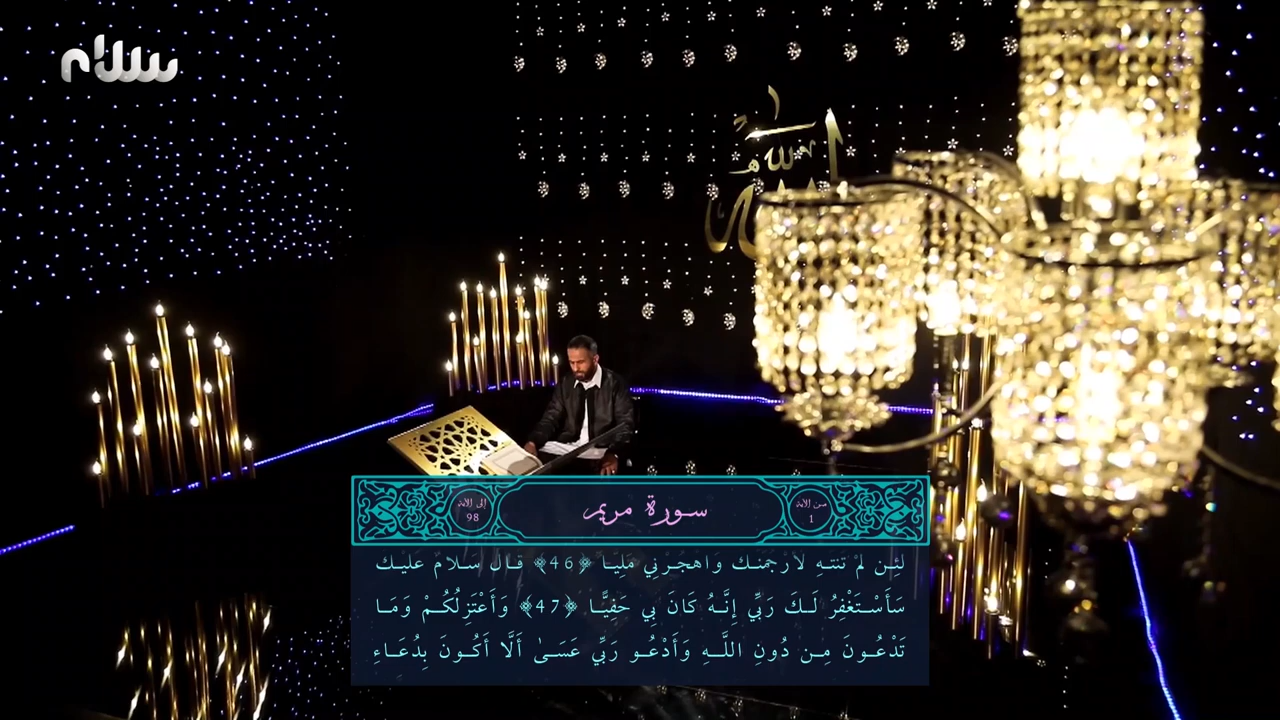 سلام
الله
سورة مريم
من الآية
1
إلى الآية
98
لَئِن لَمْ تَنتَهِ لَأَرْجُمَنَّكَ وَاهْجُرْنِي مَلِيًّا ﴿46﴾ قَالَ سَلَامٌ عَلَيْكَ
سَأَسْتَغْفِرُ لَكَ رَبِّي إِنَّهُ كَانَ بِي حَفِيًّا ﴿47﴾ وَأَعْتَزِلُكُمْ وَمَا
تَدْعُونَ مِن دُونِ اللَّهِ وَأَدْعُو رَبِّي عَسَىٰ أَلَّا أَكُونَ بِدُعَاءِ